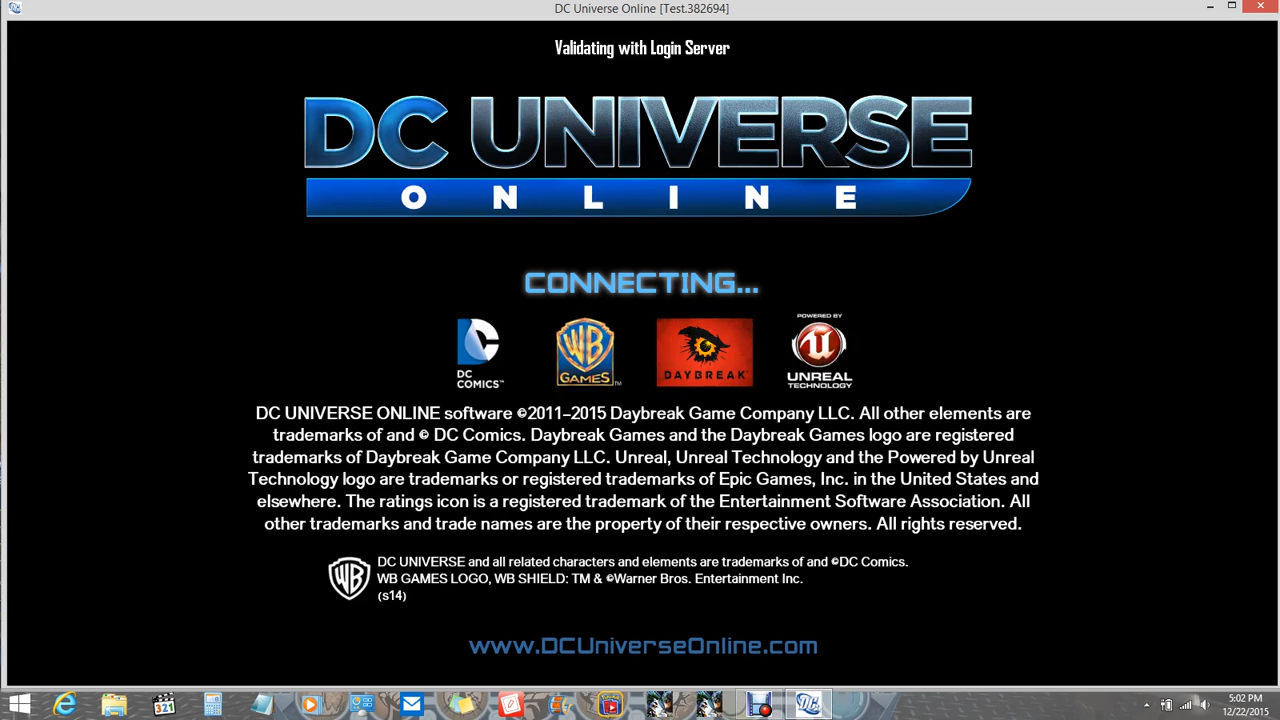 DC Universe Online [Test.382694]
Validating with Login Server
DC UNIVERSE
ONLINE
CONNECTING...
DC COMICS™
WB GAMES™
DAYBREAK
POWERED BY UNREAL TECHNOLOGY
DC UNIVERSE ONLINE software ©2011–2015 Daybreak Game Company LLC. All other elements are
trademarks of and © DC Comics. Daybreak Games and the Daybreak Games logo are registered
trademarks of Daybreak Game Company LLC. Unreal, Unreal Technology and the Powered by Unreal
Technology logo are trademarks or registered trademarks of Epic Games, Inc. in the United States and
elsewhere. The ratings icon is a registered trademark of the Entertainment Software Association. All
other trademarks and trade names are the property of their respective owners. All rights reserved.
WB
DC UNIVERSE and all related characters and elements are trademarks of and ©DC Comics.
WB GAMES LOGO, WB SHIELD: TM & ©Warner Bros. Entertainment Inc.
(s14)
www.DCUniverseOnline.com
321
5:02 PM
12/22/2015